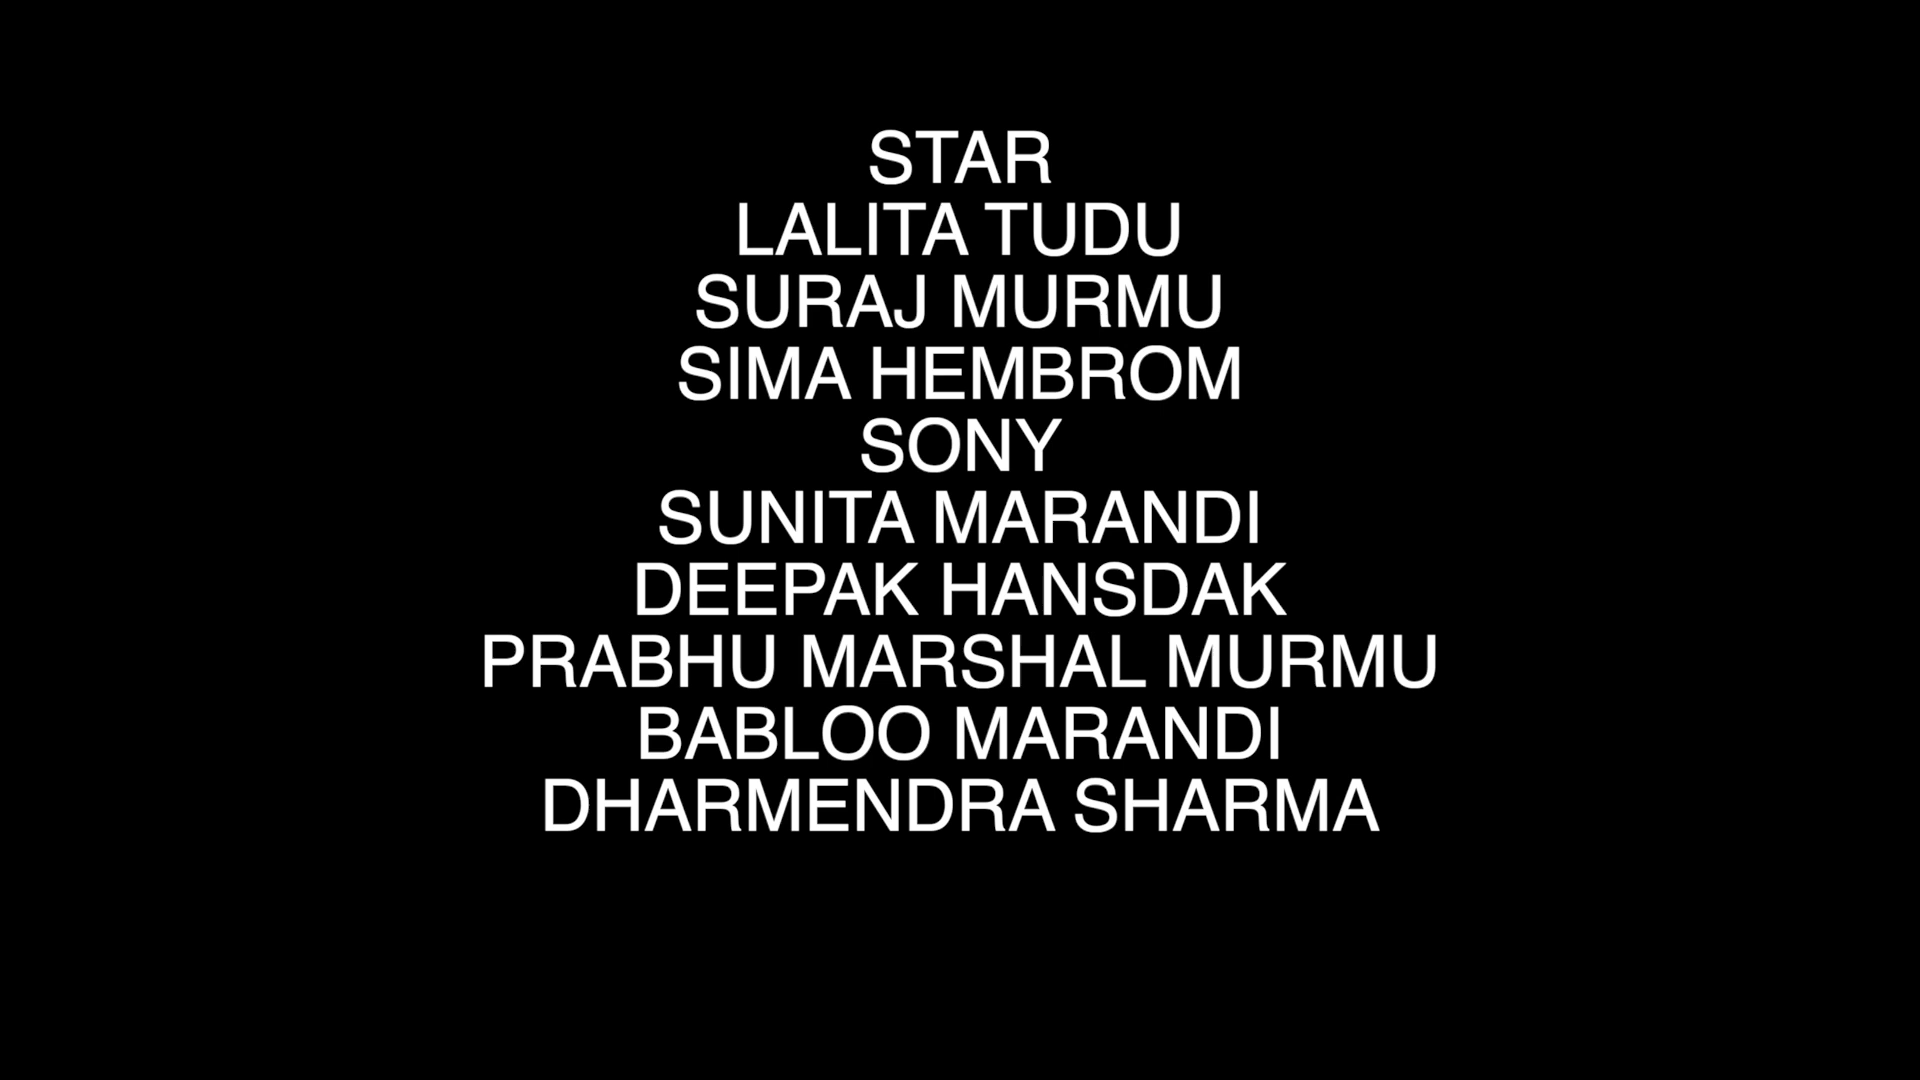 STAR
LALITA TUDU
SURAJ MURMU
SIMA HEMBROM
SONY
SUNITA MARANDI
DEEPAK HANSDAK
PRABHU MARSHAL MURMU
BABLOO MARANDI
DHARMENDRA SHARMA